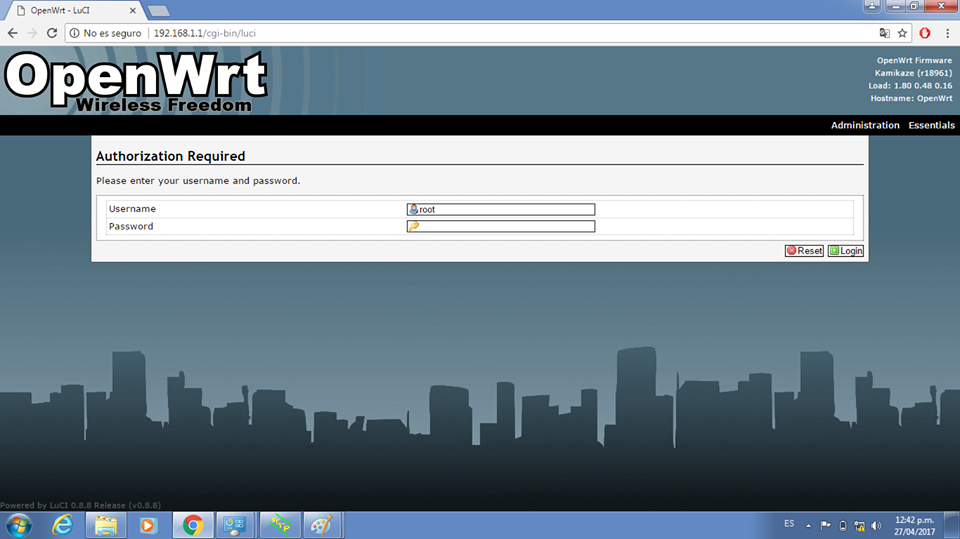 OpenWrt - LuCI
No es seguro 192.168.1.1/cgi-bin/luci
OpenWrt
Wireless Freedom
OpenWrt Firmware
Kamikaze (r18961)
Load: 1.80 0.48 0.16
Hostname: OpenWrt
Administration Essentials
Authorization Required
Please enter your username and password.
Username root
Password
Reset Login
Powered by LuCI 0.8.8 Release (v0.8.8)
ES
12:42 p.m.
27/04/2017